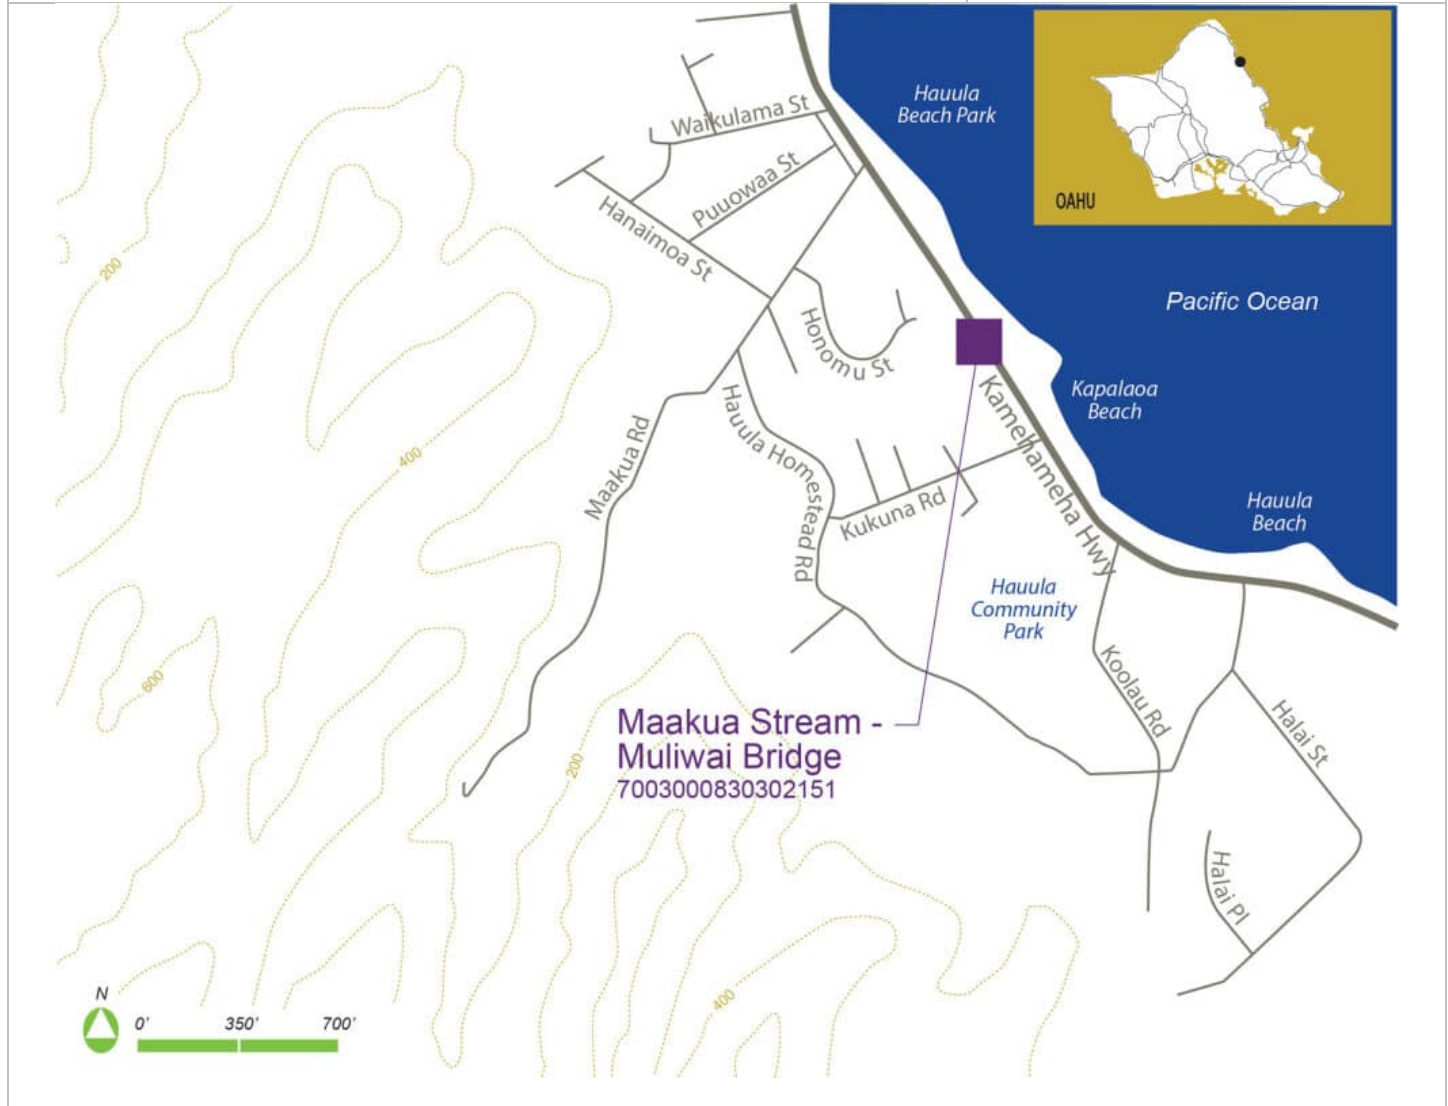 Hauula
Beach Park
OAHU
Waikulama St
Puuowaa St
Hanaimoa St
200
Pacific Ocean
Honomu St
Kapalaoa
Beach
Kamehameha Hwy
Hauula Homestead Rd
Maakua Rd
400
Kukuna Rd
Hauula
Beach
Hauula
Community
Park
600
Koolau Rd
Halai St
Maakua Stream -
Muliwai Bridge
7003000830302151
200
Halai Pl
400
N
0' 350' 700'